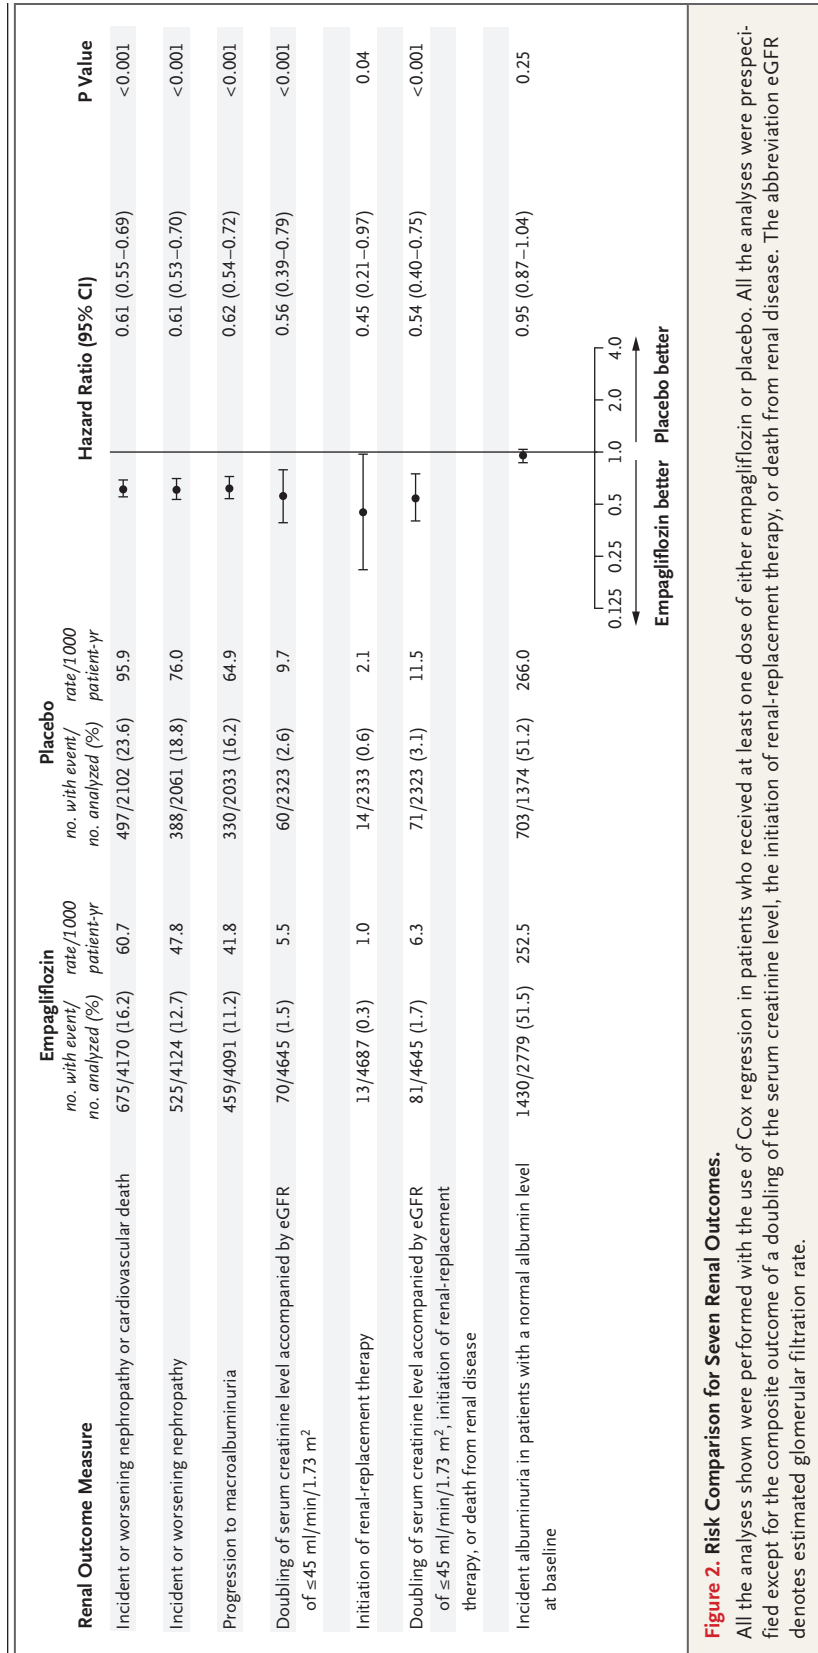 Empagliflozin Placebo
Renal Outcome Measure no. with event/ rate/1000 no. with event/ rate/1000 Hazard Ratio (95% CI) P Value
no. analyzed (%) patient-yr no. analyzed (%) patient-yr
Incident or worsening nephropathy or cardiovascular death 675/4170 (16.2) 60.7 497/2102 (23.6) 95.9 0.61 (0.55–0.69) <0.001
Incident or worsening nephropathy 525/4124 (12.7) 47.8 388/2061 (18.8) 76.0 0.61 (0.53–0.70) <0.001
Progression to macroalbuminuria 459/4091 (11.2) 41.8 330/2033 (16.2) 64.9 0.62 (0.54–0.72) <0.001
Doubling of serum creatinine level accompanied by eGFR 70/4645 (1.5) 5.5 60/2323 (2.6) 9.7 0.56 (0.39–0.79) <0.001
of ≤45 ml/min/1.73 m²
Initiation of renal-replacement therapy 13/4687 (0.3) 1.0 14/2333 (0.6) 2.1 0.45 (0.21–0.97) 0.04
Doubling of serum creatinine level accompanied by eGFR 81/4645 (1.7) 6.3 71/2323 (3.1) 11.5 0.54 (0.40–0.75) <0.001
of ≤45 ml/min/1.73 m², initiation of renal-replacement
therapy, or death from renal disease
Incident albuminuria in patients with a normal albumin level 1430/2779 (51.5) 252.5 703/1374 (51.2) 266.0 0.95 (0.87–1.04) 0.25
at baseline
0.125 0.25 0.5 1.0 2.0 4.0
Empagliflozin better Placebo better
Figure 2. Risk Comparison for Seven Renal Outcomes.
All the analyses shown were performed with the use of Cox regression in patients who received at least one dose of either empagliflozin or placebo. All the analyses were prespeci-
fied except for the composite outcome of a doubling of the serum creatinine level, the initiation of renal-replacement therapy, or death from renal disease. The abbreviation eGFR
denotes estimated glomerular filtration rate.